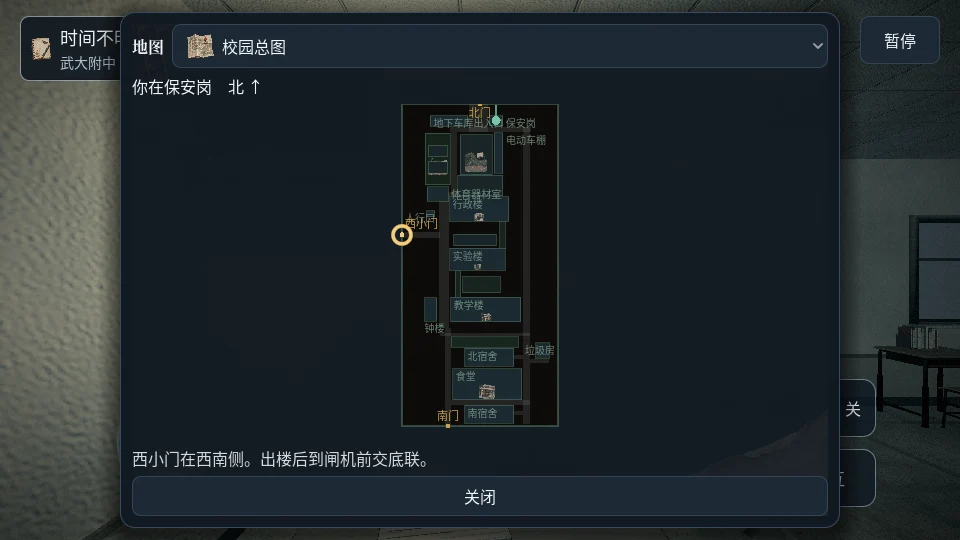 时间不明
武大附中
地图
校园总图
暂停
你在保安岗 北 ↑
北门
地下车库出入口
保安岗
电动车棚
体育器材室
行政楼
人行门
西小门
实验楼
教学楼
钟楼
北宿舍
垃圾房
食堂
南门
南宿舍
关
西小门在西南侧。出楼后到闸机前交底联。
关闭